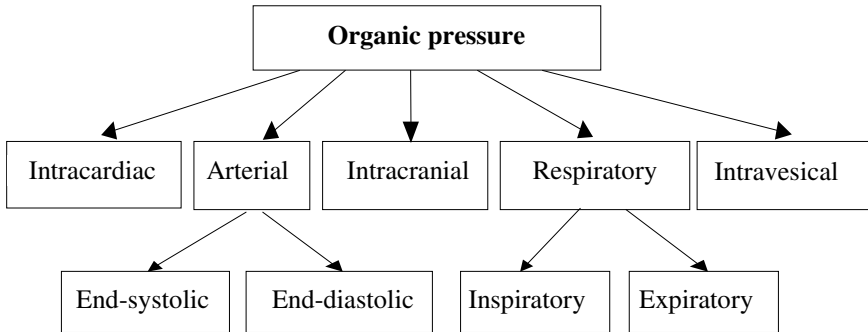 Organic pressure
Intracardiac
Arterial
Intracranial
Respiratory
Intravesical
End-systolic
End-diastolic
Inspiratory
Expiratory